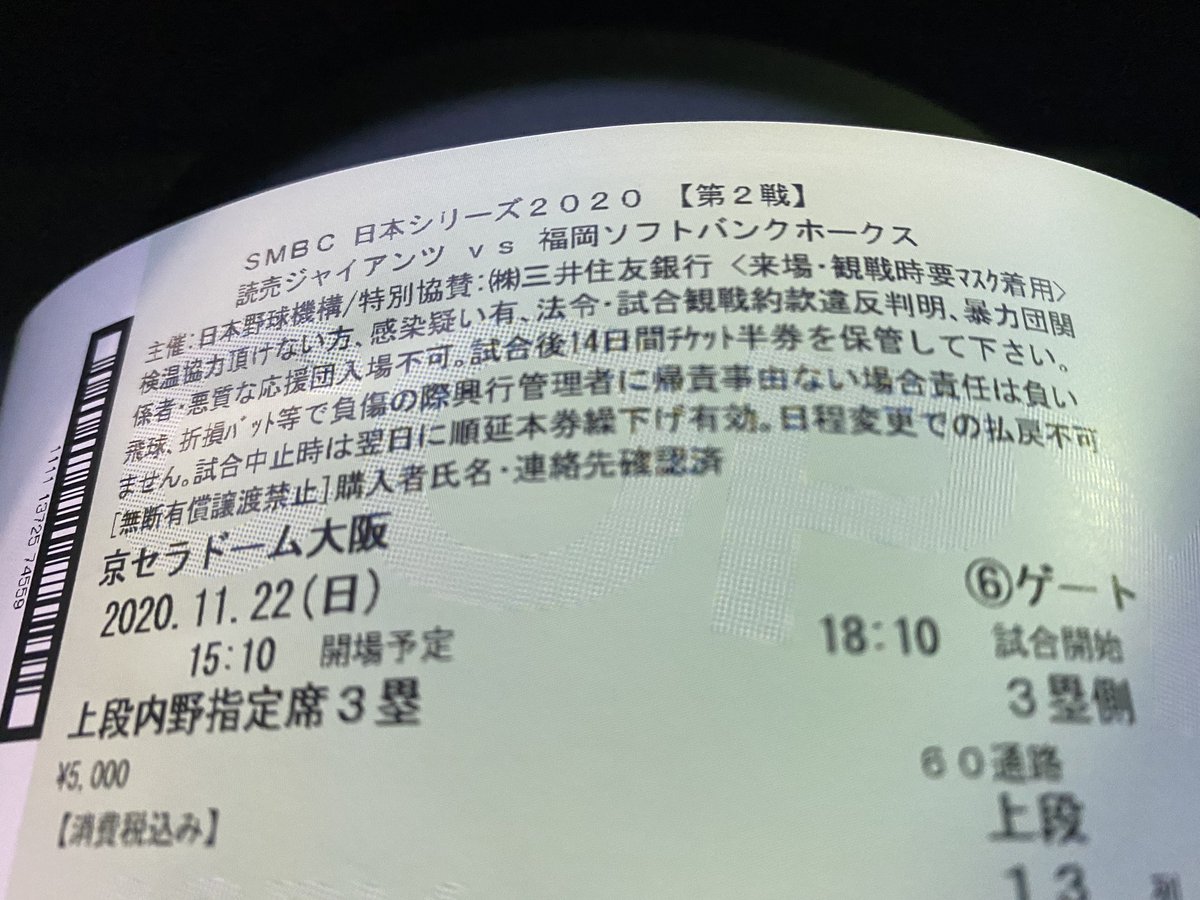 SMBC 日本シリーズ2020 【第2戦】
読売ジャイアンツ vs 福岡ソフトバンクホークス
主催:日本野球機構/特別協賛:㈱三井住友銀行 <来場・観戦時要マスク着用>
検温協力頂けない方、感染疑い有、法令・試合観戦約款違反判明、暴力団関
係者・悪質な応援団入場不可。試合後14日間チケット半券を保管して下さい。
飛球、折損バット等で負傷の際興行管理者に帰責事由ない場合責任は負い
ません。試合中止時は翌日に順延本券繰下げ有効。日程変更での払戻不可
[無断有償譲渡禁止]購入者氏名・連絡先確認済
京セラドーム大阪
⑥ゲート
2020.11.22(日)
15:10 開場予定 18:10 試合開始
上段内野指定席3塁 3塁側
¥5,000 60通路
【消費税込み】 上段
13 列
1111 13725 74559